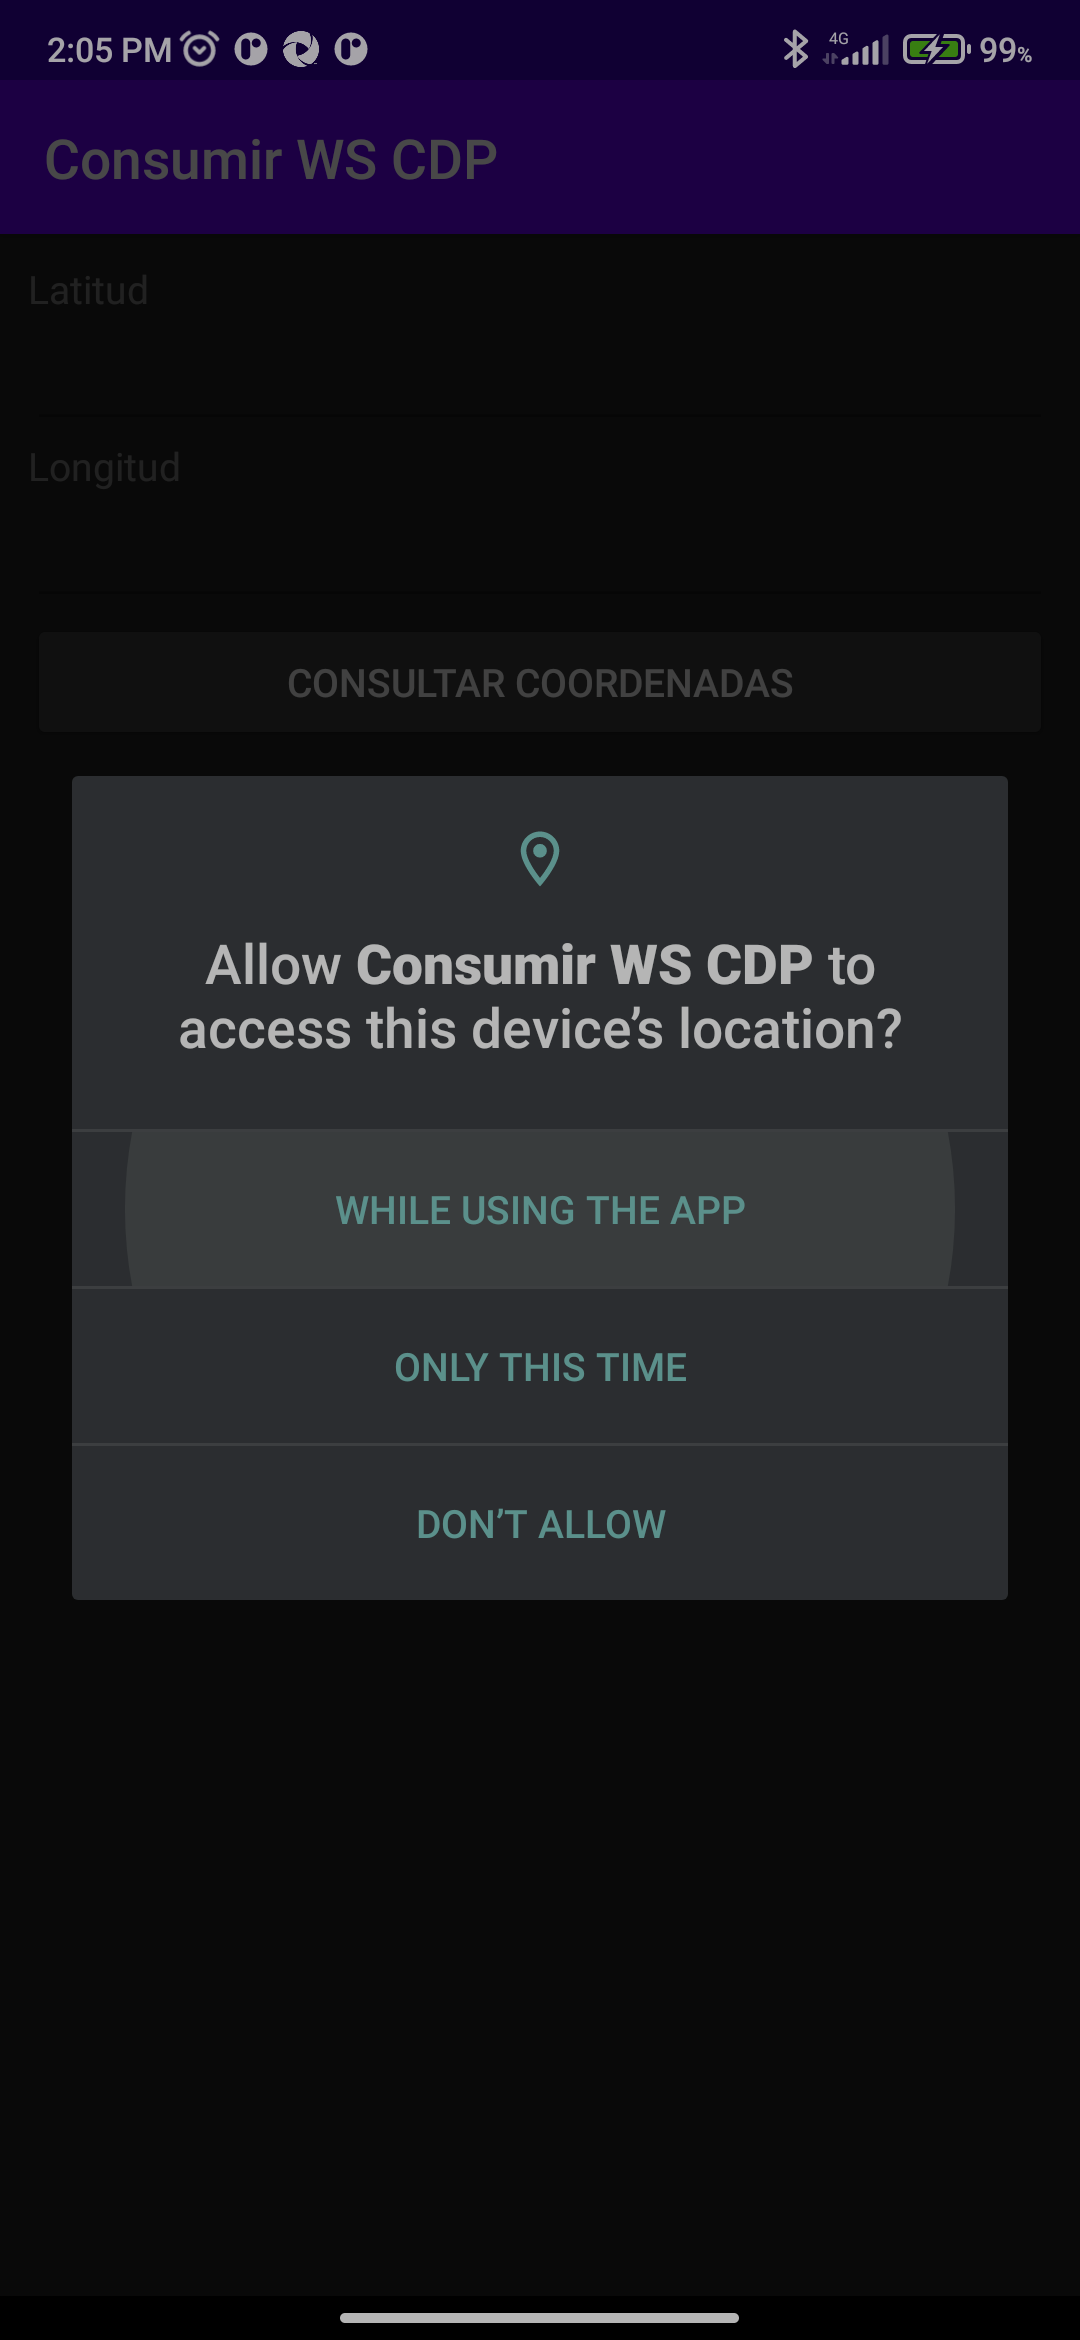 2:05 PM 4G 99%
Consumir WS CDP
Latitud
Longitud
CONSULTAR COORDENADAS
Allow Consumir WS CDP to
access this device’s location?
WHILE USING THE APP
ONLY THIS TIME
DON’T ALLOW